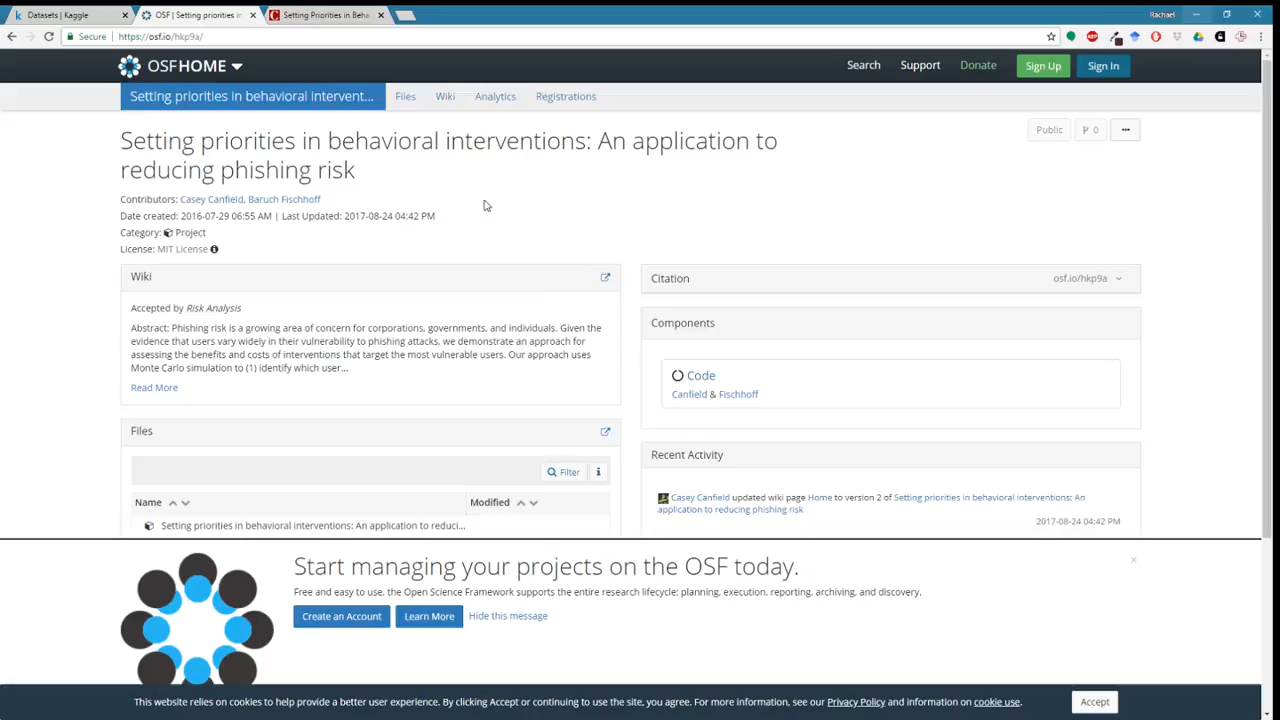 Datasets | Kaggle
OSF | Setting priorities in
Setting Priorities in Beha
Rachael
Secure
https://osf.io/hkp9a/
OSFHOME
Search
Support
Donate
Sign Up
Sign In
Setting priorities in behavioral intervent...
Files
Wiki
Analytics
Registrations
Setting priorities in behavioral interventions: An application to
reducing phishing risk
Public
0
Contributors: Casey Canfield, Baruch Fischhoff
Date created: 2016-07-29 06:55 AM | Last Updated: 2017-08-24 04:42 PM
Category: Project
License: MIT License
Wiki
Accepted by Risk Analysis
Abstract: Phishing risk is a growing area of concern for corporations, governments, and individuals. Given the
evidence that users vary widely in their vulnerability to phishing attacks, we demonstrate an approach for
assessing the benefits and costs of interventions that target the most vulnerable users. Our approach uses
Monte Carlo simulation to (1) identify which user...
Read More
Files
Filter
Name
Modified
Setting priorities in behavioral interventions: An application to reduci...
Citation
osf.io/hkp9a
Components
Code
Canfield & Fischhoff
Recent Activity
Casey Canfield updated wiki page Home to version 2 of Setting priorities in behavioral interventions: An
application to reducing phishing risk
2017-08-24 04:42 PM
Start managing your projects on the OSF today.
Free and easy to use, the Open Science Framework supports the entire research lifecycle: planning, execution, reporting, archiving, and discovery.
Create an Account
Learn More
Hide this message
This website relies on cookies to help provide a better user experience. By clicking Accept or continuing to use the site, you agree. For more information, see our Privacy Policy and information on cookie use.
Accept